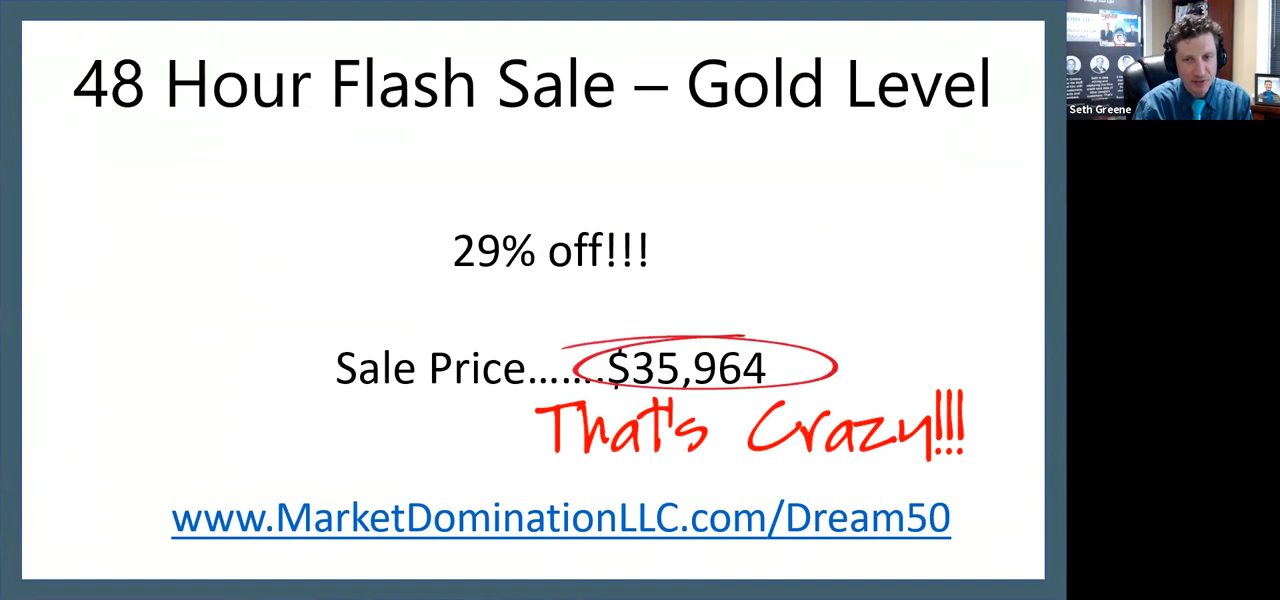 48 Hour Flash Sale – Gold Level
29% off!!!
Sale Price.......$35,964
That's Crazy!!!
www.MarketDominationLLC.com/Dream50
Seth Greene